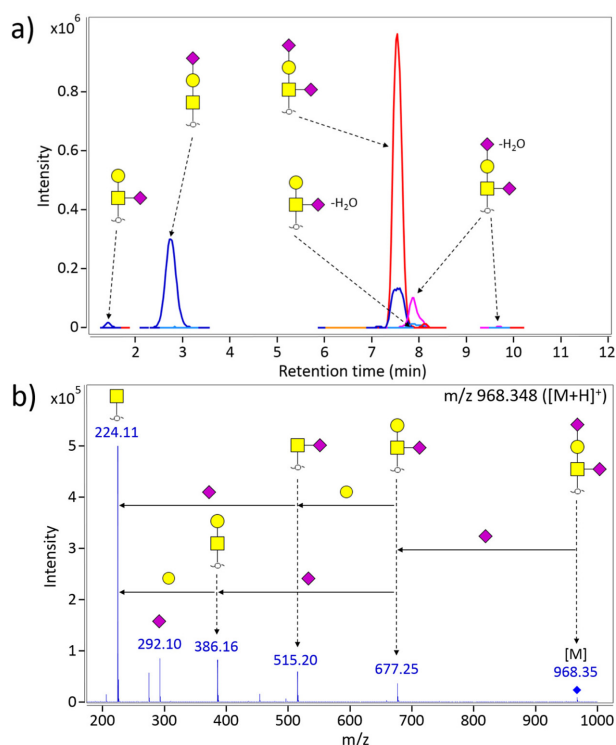 a)
x10⁶
1
0.8
0.6
0.4
0.2
0
Intensity
-H₂O
-H₂O
2 3 4 5 6 7 8 9 10 11 12
Retention time (min)
b)
x10⁵
m/z 968.348 ([M+H]⁺)
5
4
3
2
1
0
Intensity
224.11
292.10
386.16
515.20
677.25
[M]
968.35
200 300 400 500 600 700 800 900 1000
m/z